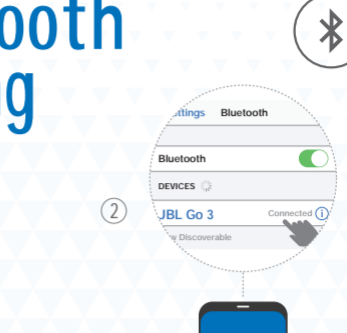 ooth
g
ttings Bluetooth
Bluetooth
DEVICES
2
JBL Go 3 Connected i
w Discoverable